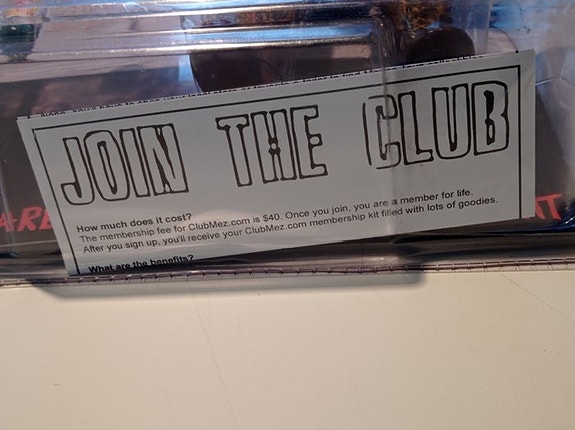 JOIN THE CLUB
How much does it cost?
The membership fee for ClubMez.com is $40. Once you join, you are a member for life.
After you sign up, you'll receive your ClubMez.com membership kit filled with lots of goodies.
What are the benefits?